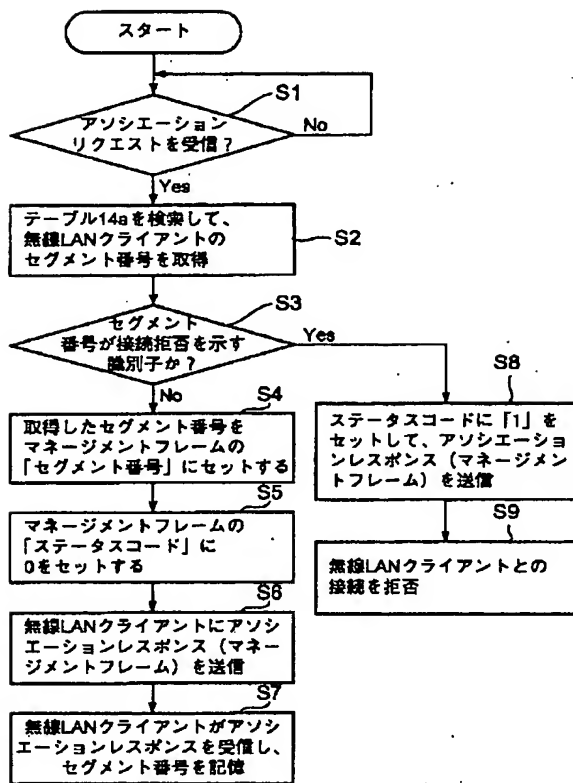 スタート
S1
アソシエーション
リクエストを受信？
No
Yes
テーブル14aを検索して、
無線LANクライアントの
セグメント番号を取得
S2
S3
セグメント
番号が接続拒否を示す
識別子か？
Yes
No
S4
取得したセグメント番号を
マネージメントフレームの
「セグメント番号」にセットする
S5
マネージメントフレームの
「ステータスコード」に
0をセットする
S6
無線LANクライアントにアソシ
エーションレスポンス（マネー
ジメントフレーム）を送信
S7
無線LANクライアントがアソシ
エーションレスポンスを受信し、
セグメント番号を記憶
S8
ステータスコードに「1」を
セットして、アソシエーショ
ンレスポンス（マネージメン
トフレーム）を送信
S9
無線LANクライアントとの
接続を拒否